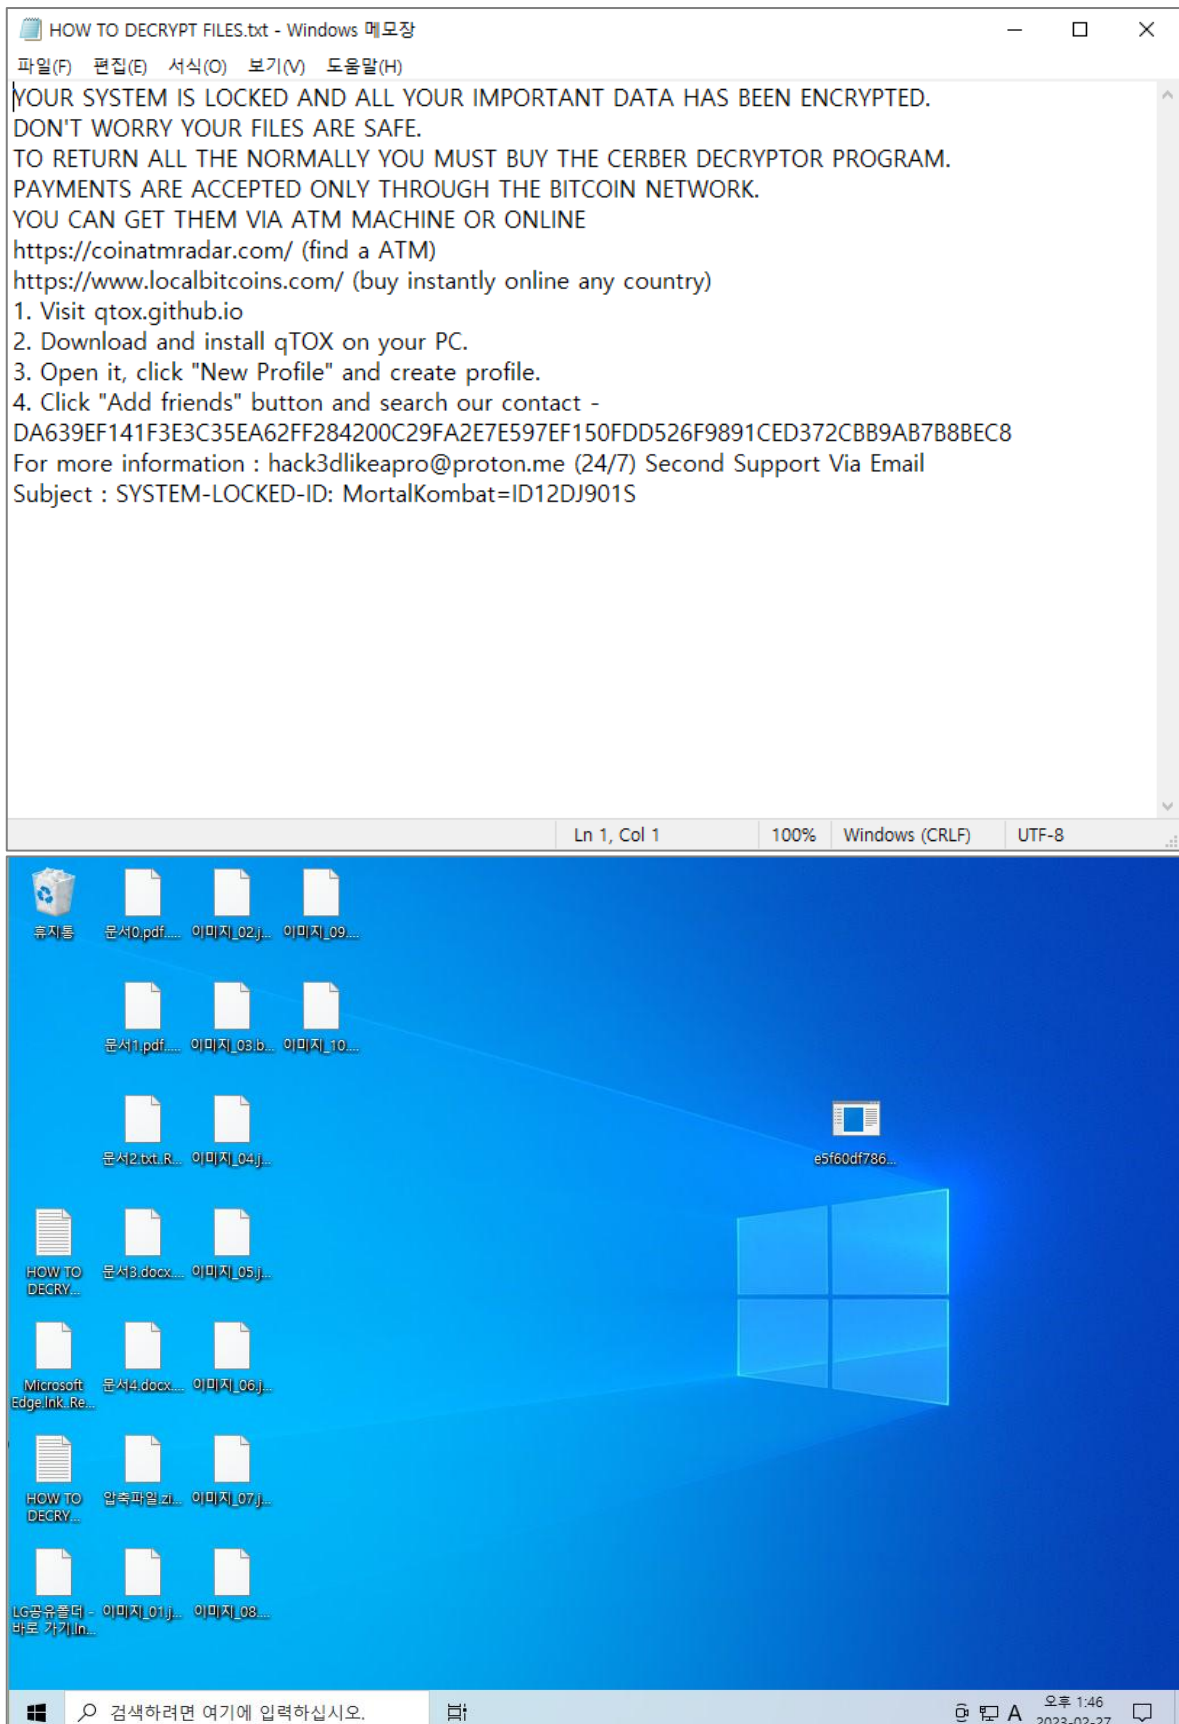 HOW TO DECRYPT FILES.txt - Windows 메모장
파일(F) 편집(E) 서식(O) 보기(V) 도움말(H)
YOUR SYSTEM IS LOCKED AND ALL YOUR IMPORTANT DATA HAS BEEN ENCRYPTED.
DON'T WORRY YOUR FILES ARE SAFE.
TO RETURN ALL THE NORMALLY YOU MUST BUY THE CERBER DECRYPTOR PROGRAM.
PAYMENTS ARE ACCEPTED ONLY THROUGH THE BITCOIN NETWORK.
YOU CAN GET THEM VIA ATM MACHINE OR ONLINE
https://coinatmradar.com/ (find a ATM)
https://www.localbitcoins.com/ (buy instantly online any country)
1. Visit qtox.github.io
2. Download and install qTOX on your PC.
3. Open it, click "New Profile" and create profile.
4. Click "Add friends" button and search our contact -
DA639EF141F3E3C35EA62FF284200C29FA2E7E597EF150FDD526F9891CED372CBB9AB7B8BEC8
For more information : hack3dlikeapro@proton.me (24/7) Second Support Via Email
Subject : SYSTEM-LOCKED-ID: MortalKombat=ID12DJ901S
Ln 1, Col 1 100% Windows (CRLF) UTF-8
휴지통 문서0.pdf.... 이미지_02.j... 이미지_09....
문서1.pdf.... 이미지_03.b... 이미지_10....
문서2.txt..R... 이미지_04.j... e5f60df786...
HOW TO 문서3.docx.... 이미지_05.j...
DECRY...
Microsoft 문서4.docx.... 이미지_06.j...
Edge.lnk..Re...
HOW TO 압축파일.zi... 이미지_07.j...
DECRY...
LG공유폴더 - 이미지_01.j... 이미지_08....
바로 가기.ln...
검색하려면 여기에 입력하십시오. A 오후 1:46
2023-02-27